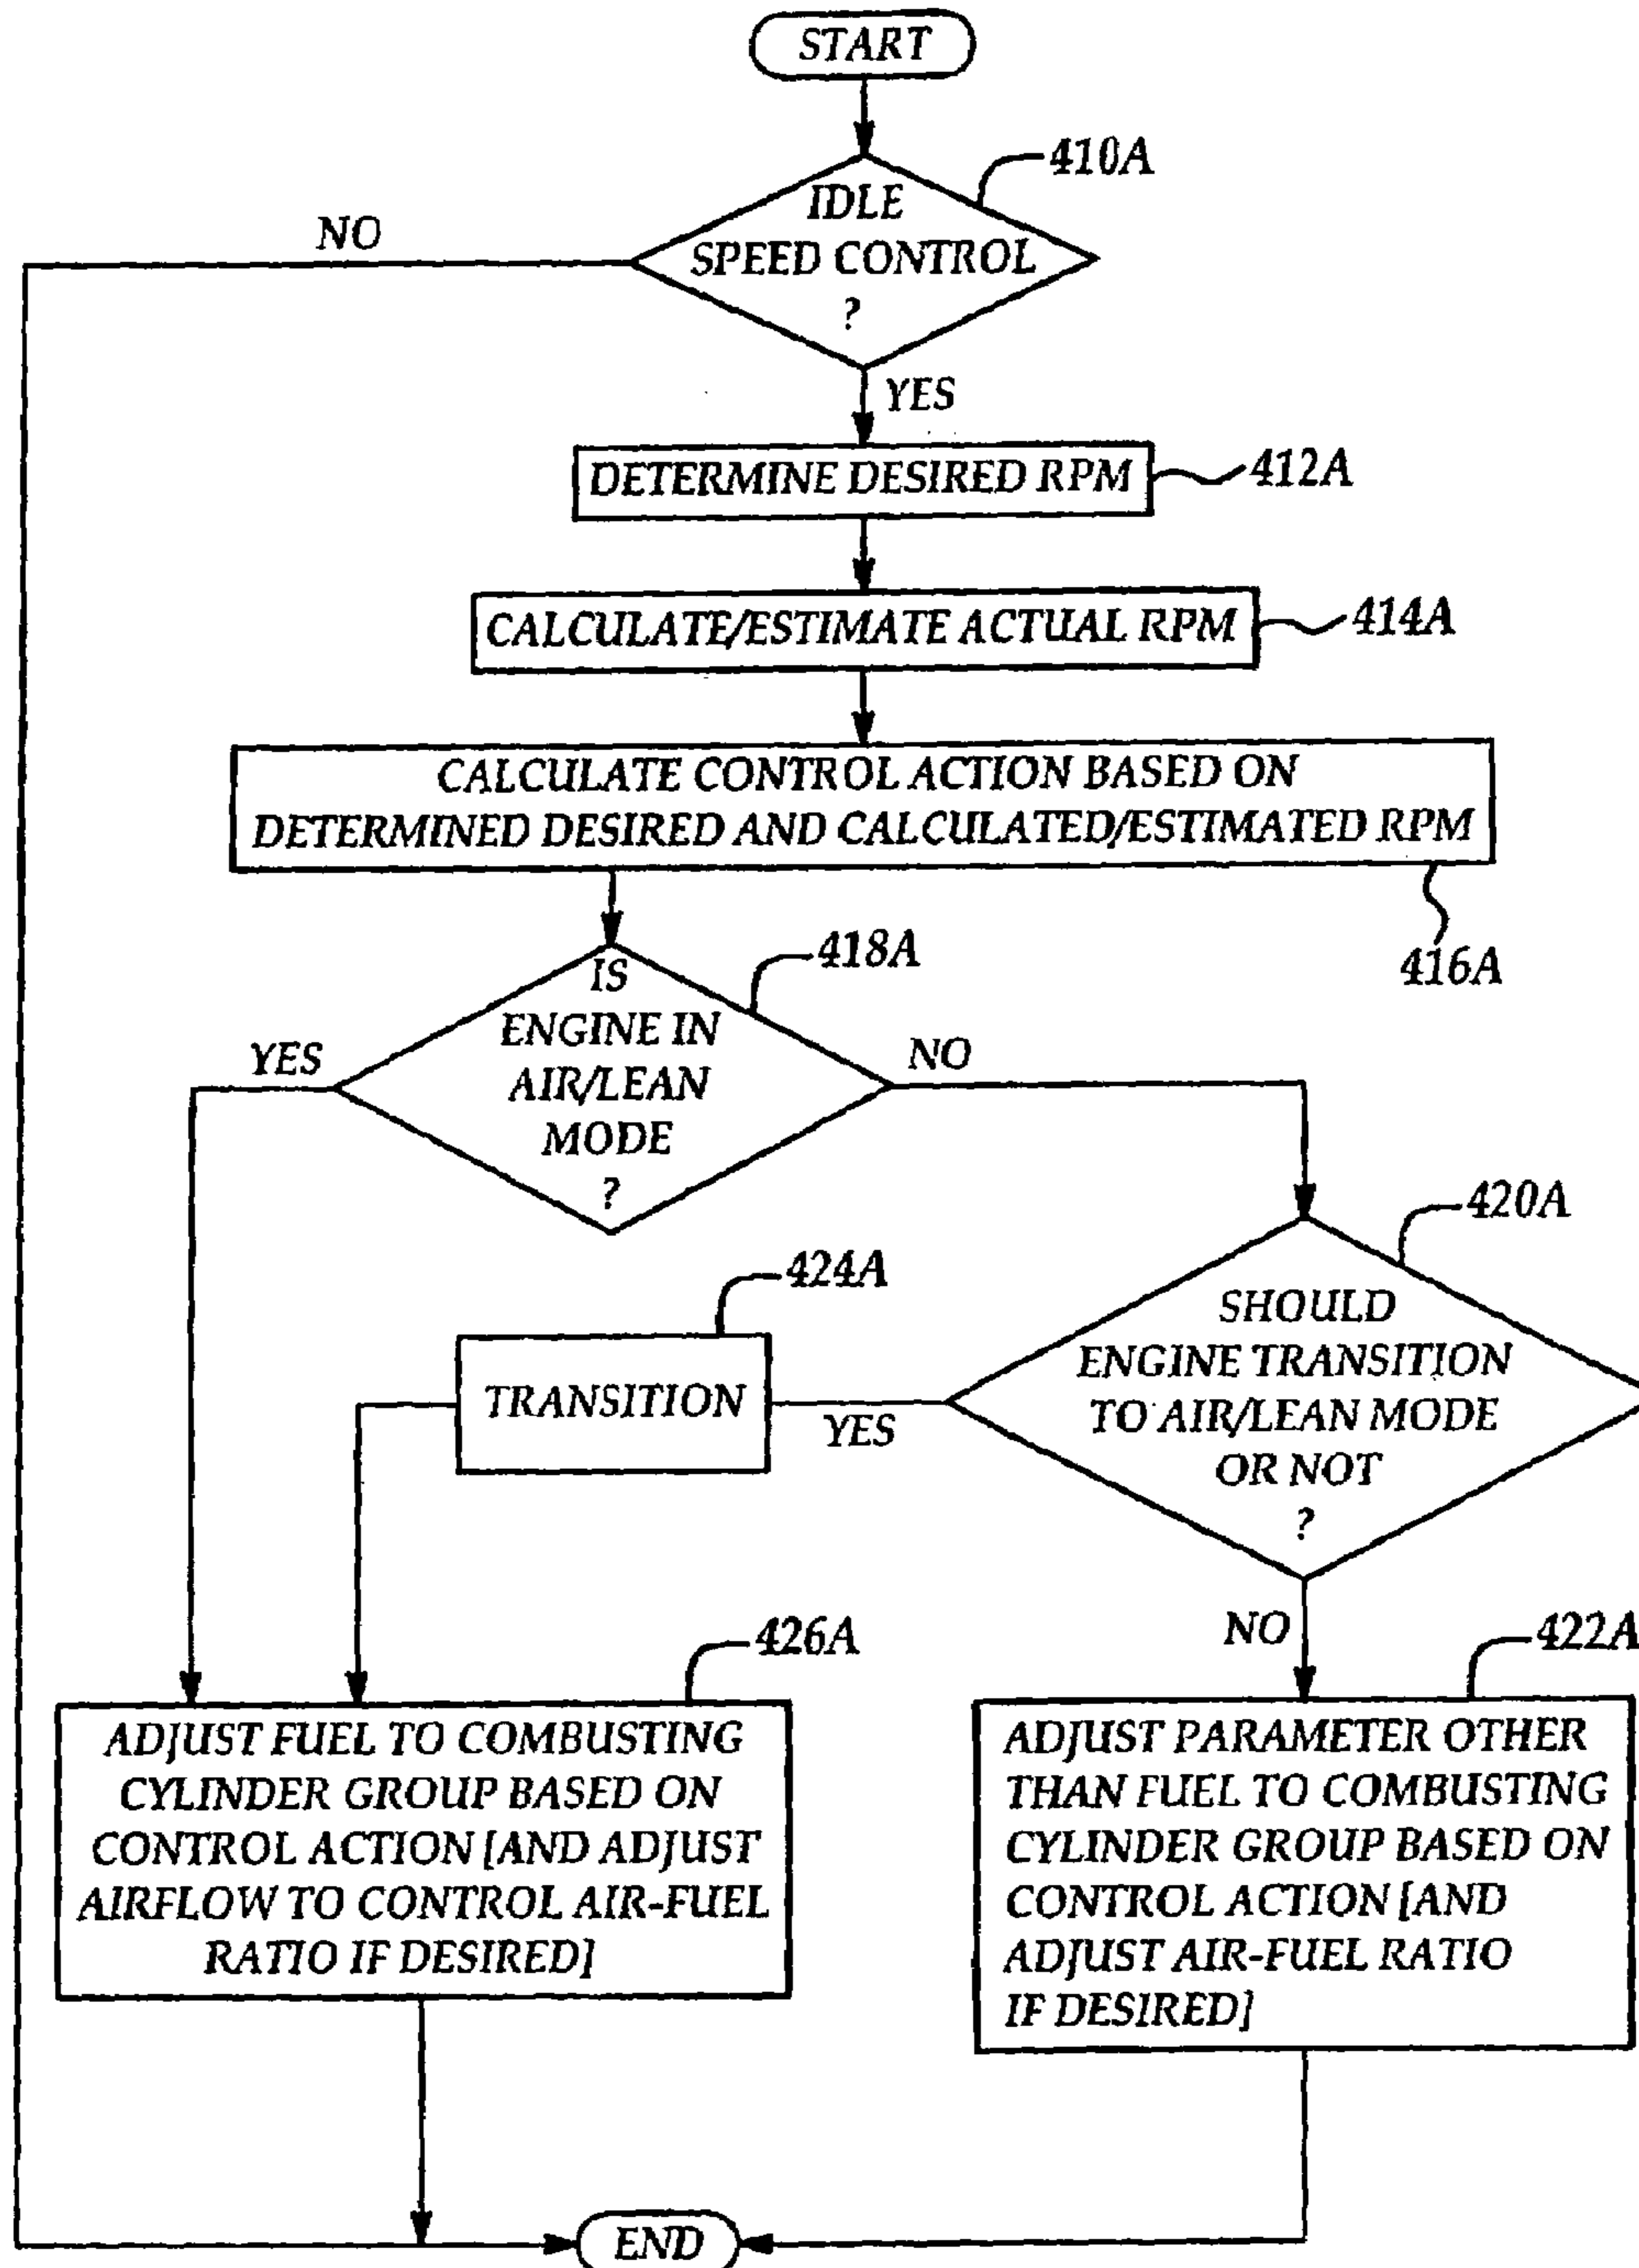 START
410A
IDLE
SPEED CONTROL
?
NO
YES
DETERMINE DESIRED RPM
412A
CALCULATE/ESTIMATE ACTUAL RPM
414A
CALCULATE CONTROL ACTION BASED ON
DETERMINED DESIRED AND CALCULATED/ESTIMATED RPM
416A
418A
IS
ENGINE IN
AIR/LEAN
MODE
?
YES
NO
420A
SHOULD
ENGINE TRANSITION
TO AIR/LEAN MODE
OR NOT
?
424A
TRANSITION
YES
NO
426A
ADJUST FUEL TO COMBUSTING
CYLINDER GROUP BASED ON
CONTROL ACTION [AND ADJUST
AIRFLOW TO CONTROL AIR-FUEL
RATIO IF DESIRED]
422A
ADJUST PARAMETER OTHER
THAN FUEL TO COMBUSTING
CYLINDER GROUP BASED ON
CONTROL ACTION [AND
ADJUST AIR-FUEL RATIO
IF DESIRED]
END